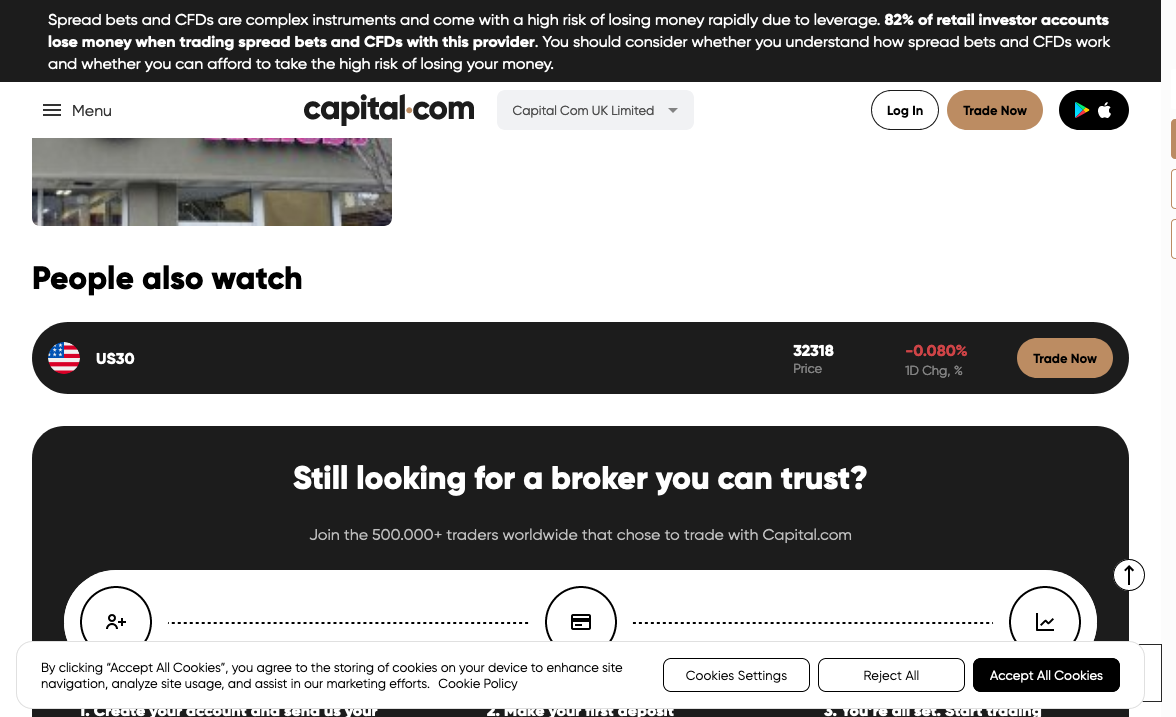 Spread bets and CFDs are complex instruments and come with a high risk of losing money rapidly due to leverage. 82% of retail investor accounts
lose money when trading spread bets and CFDs with this provider. You should consider whether you understand how spread bets and CFDs work
and whether you can afford to take the high risk of losing your money.
Menu
capital.com
Capital Com UK Limited
Log In
Trade Now
People also watch
US30
32318
Price
-0.080%
1D Chg, %
Trade Now
Still looking for a broker you can trust?
Join the 500.000+ traders worldwide that chose to trade with Capital.com
By clicking “Accept All Cookies”, you agree to the storing of cookies on your device to enhance site
navigation, analyze site usage, and assist in our marketing efforts. Cookie Policy
Cookies Settings
Reject All
Accept All Cookies
1. Create your account and send us your
2. Make your first deposit
3. You're all set. Start trading